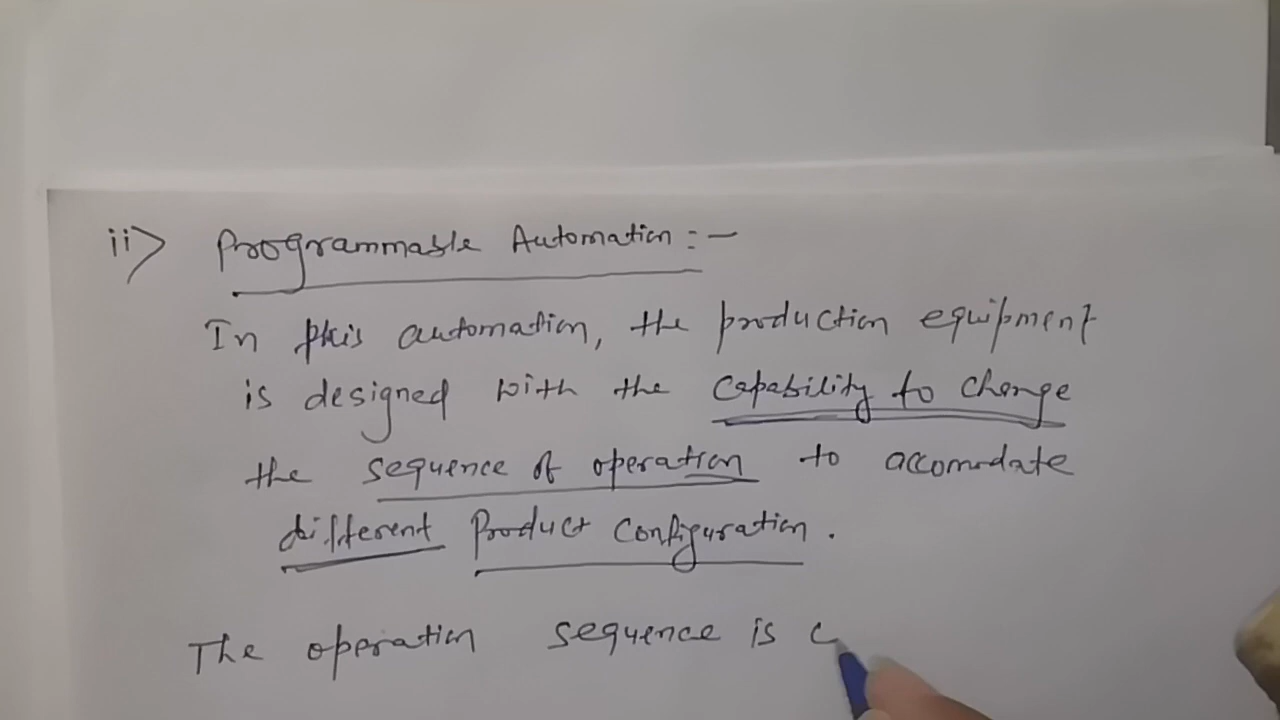 ii> Programmable Automation :-
In this automation, the production equipment
is designed with the capability to change
the sequence of operation to accomodate
different Product Configuration.
The operation sequence is c